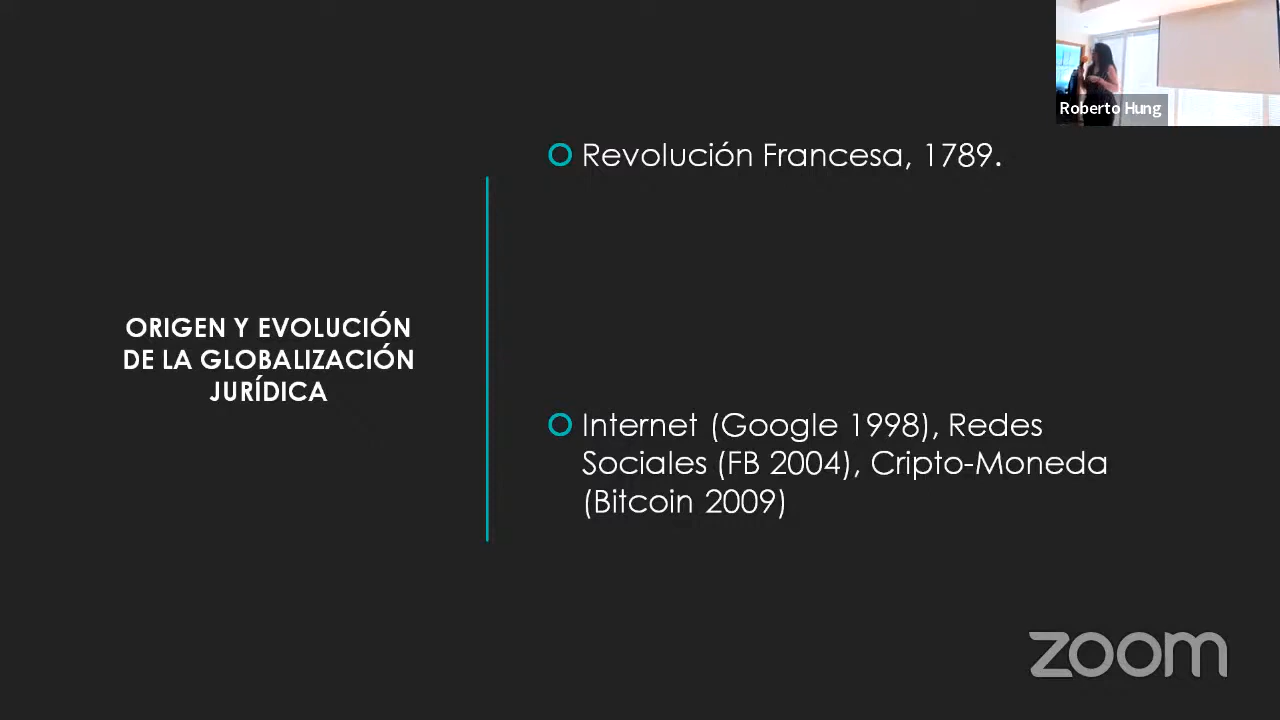 Roberto Hung
Revolución Francesa, 1789.
ORIGEN Y EVOLUCIÓN
DE LA GLOBALIZACIÓN
JURÍDICA
Internet (Google 1998), Redes
Sociales (FB 2004), Cripto-Moneda
(Bitcoin 2009)
zoom